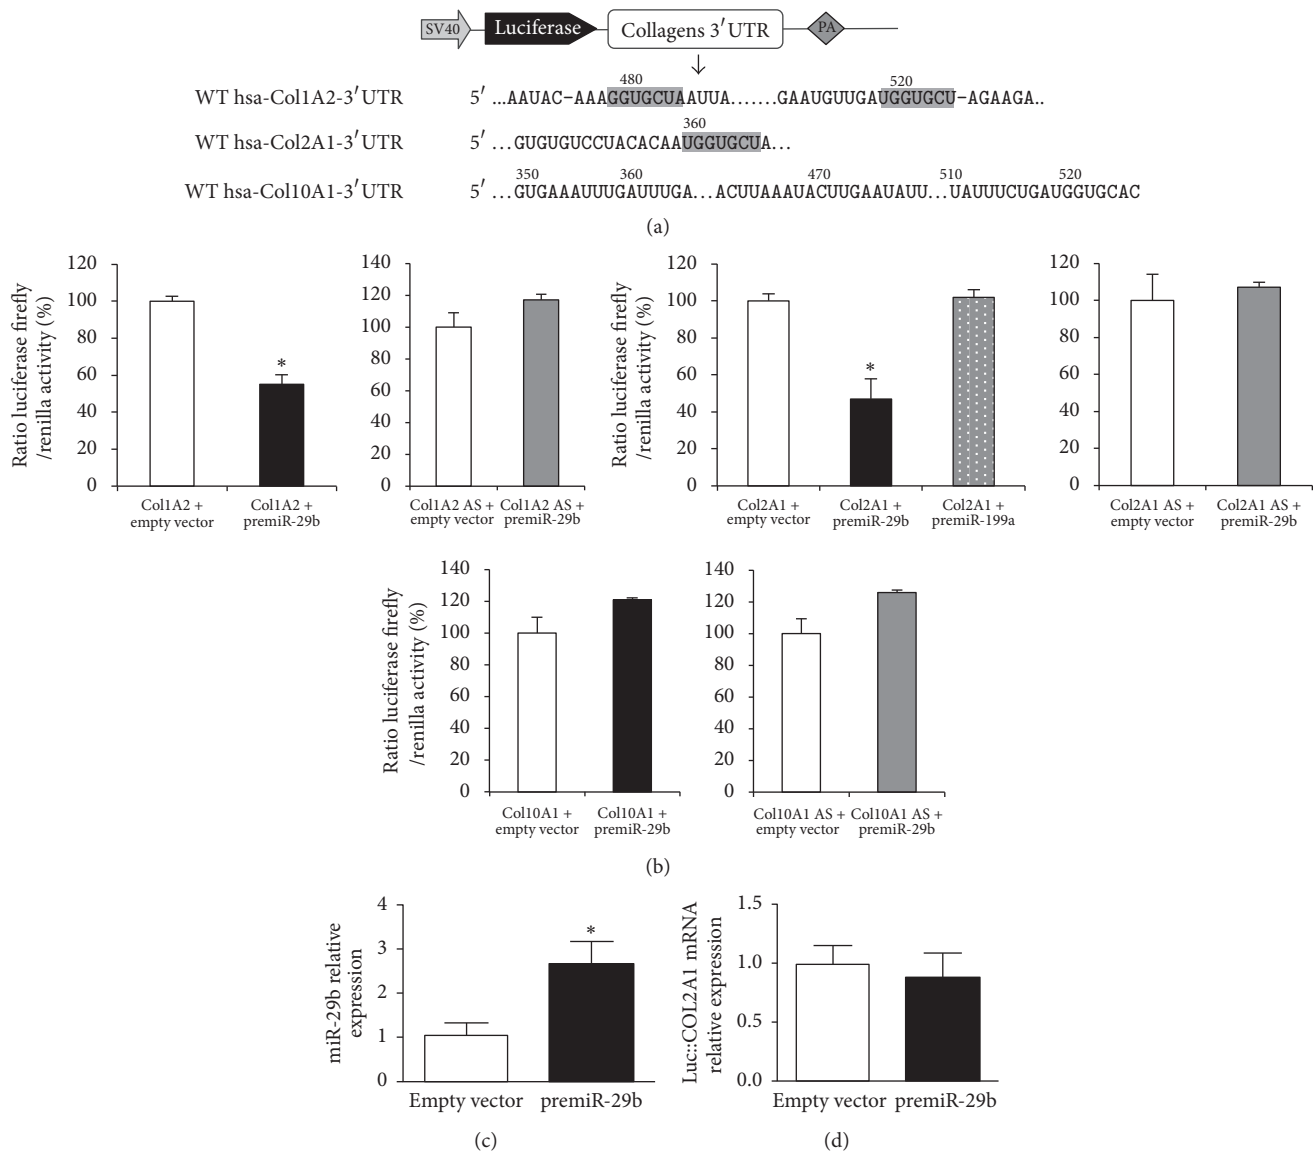 SV40 Luciferase Collagens 3′UTR PA
480 520
WT hsa-Col1A2-3′UTR 5′ ...AAUAC-AAAGGUGCUAAUUA.......GAAUGUUGAUGGUGCU-AGAAGA..
360
WT hsa-Col2A1-3′UTR 5′ ...GUGUGUCCUACACAAUGGUGCUA...
350 360 470 510 520
WT hsa-Col10A1-3′UTR 5′ ...GUGAAAUUUGAUUUGA...ACUUAAAUACUUGAAUAUU...UAUUUCUGAUGGUGCAC
(a)
Ratio luciferase firefly
/renilla activity (%)
120
100
80
60
40
20
0
*
Col1A2 +
empty vector
Col1A2 +
premiR-29b
140
120
100
80
60
40
20
0
Col1A2 AS +
empty vector
Col1A2 AS +
premiR-29b
Ratio luciferase firefly
/renilla activity (%)
120
100
80
60
40
20
0
*
Col2A1 +
empty vector
Col2A1 +
premiR-29b
Col2A1 +
premiR-199a
120
100
80
60
40
20
0
Col2A1 AS +
empty vector
Col2A1 AS +
premiR-29b
Ratio luciferase firefly
/renilla activity (%)
140
120
100
80
60
40
20
0
Col10A1 +
empty vector
Col10A1 +
premiR-29b
140
120
100
80
60
40
20
0
Col10A1 AS +
empty vector
Col10A1 AS +
premiR-29b
(b)
miR-29b relative
expression
4
3
2
1
0
*
Empty vector
premiR-29b
(c)
Luc::COL2A1 mRNA
relative expression
1.5
1.0
0.5
0.0
Empty vector
premiR-29b
(d)